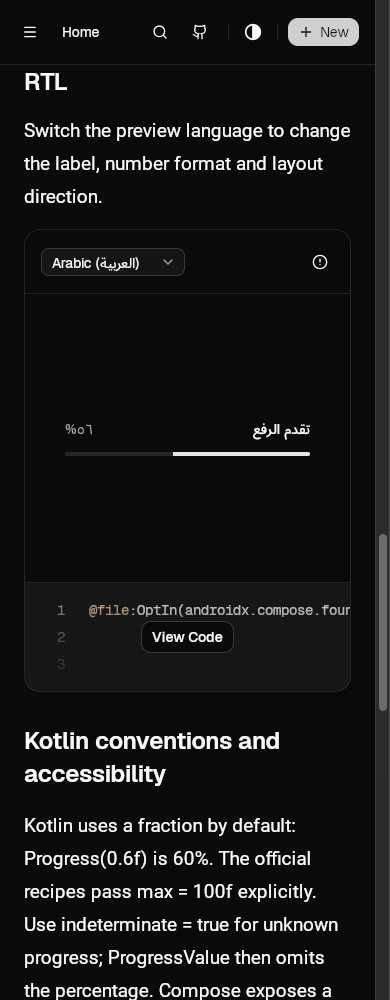 Home
New
RTL
Switch the preview language to change
the label, number format and layout
direction.
Arabic (العربية)
تقدم الرفع
%٥٦
1 @file:OptIn(androidx.compose.four
2
View Code
3
Kotlin conventions and
accessibility
Kotlin uses a fraction by default:
Progress(0.6f) is 60%. The official
recipes pass max = 100f explicitly.
Use indeterminate = true for unknown
progress; ProgressValue then omits
the percentage. Compose exposes a